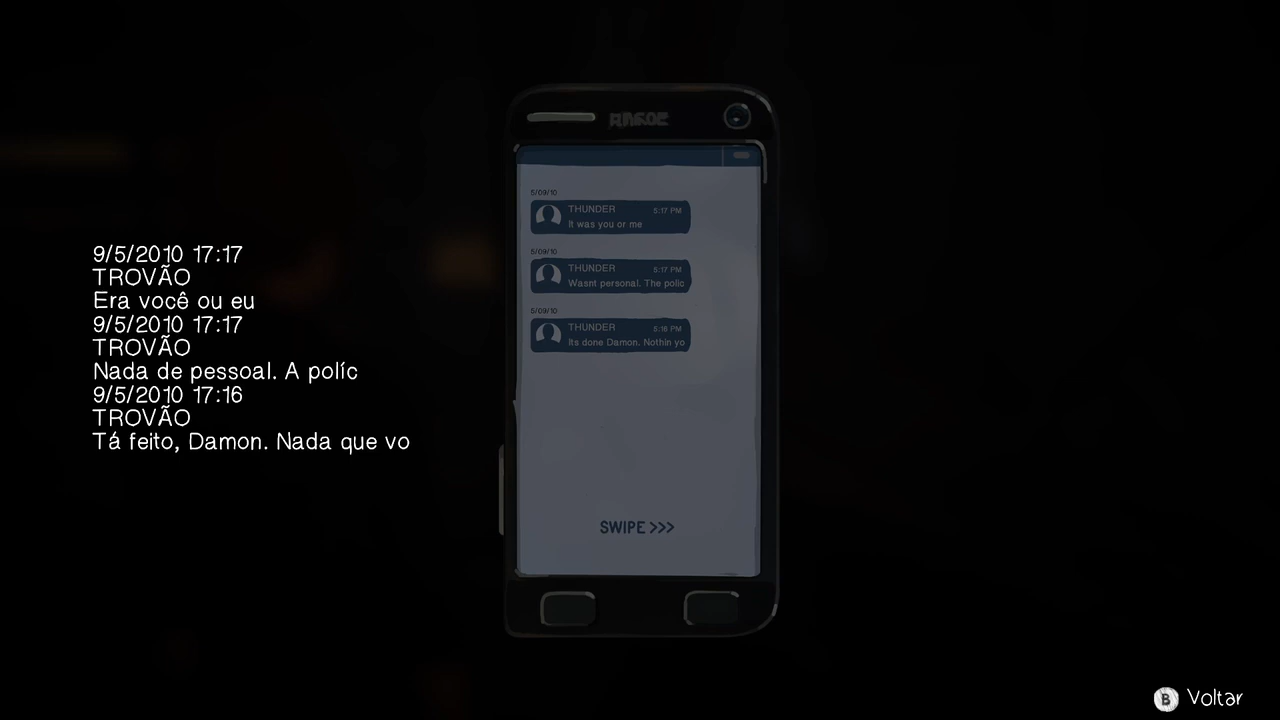 9/5/2010 17:17
TROVÃO
Era você ou eu
9/5/2010 17:17
TROVÃO
Nada de pessoal. A políc
9/5/2010 17:16
TROVÃO
Tá feito, Damon. Nada que vo
5/09/10
THUNDER 5:17 PM
It was you or me
5/09/10
THUNDER 5:17 PM
Wasnt personal. The polic
5/09/10
THUNDER 5:16 PM
Its done Damon. Nothin yo
SWIPE >>>
B Voltar